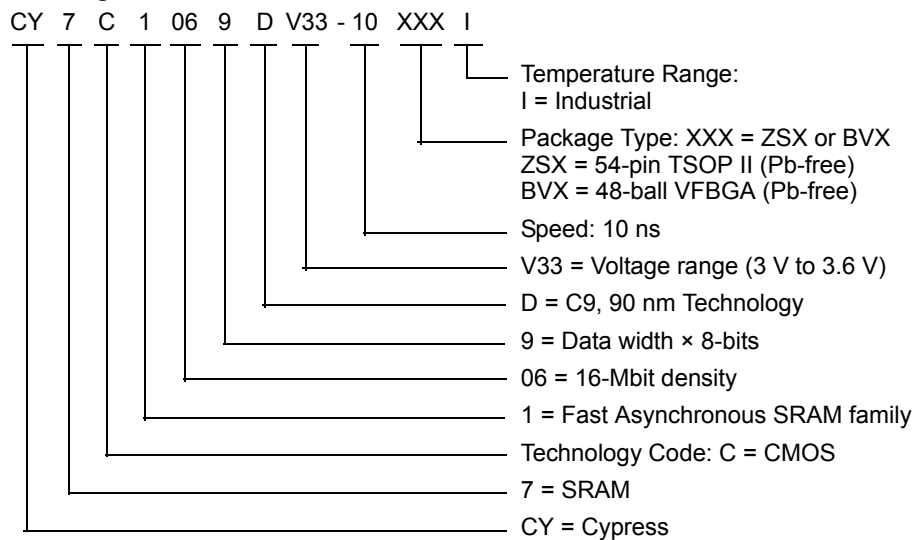 CY 7 C 1 06 9 D V33 - 10 XXX I
Temperature Range:
I = Industrial
Package Type: XXX = ZSX or BVX
ZSX = 54-pin TSOP II (Pb-free)
BVX = 48-ball VFBGA (Pb-free)
Speed: 10 ns
V33 = Voltage range (3 V to 3.6 V)
D = C9, 90 nm Technology
9 = Data width × 8-bits
06 = 16-Mbit density
1 = Fast Asynchronous SRAM family
Technology Code: C = CMOS
7 = SRAM
CY = Cypress